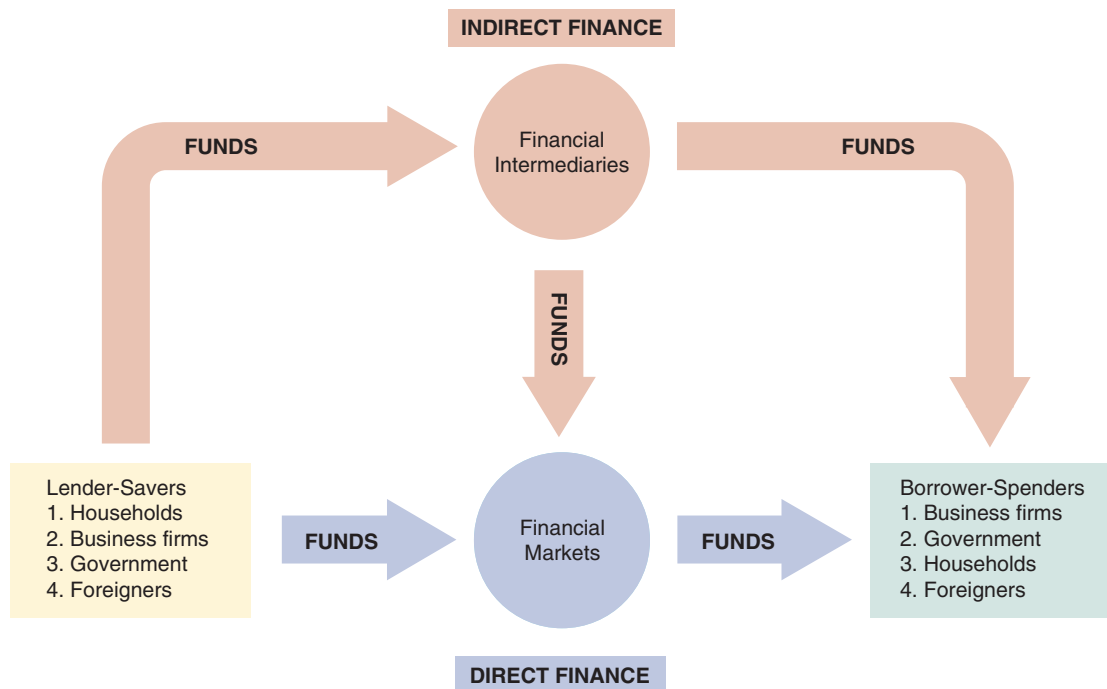 INDIRECT FINANCE
FUNDS
Financial
Intermediaries
FUNDS
FUNDS
Lender-Savers
1. Households
2. Business firms
3. Government
4. Foreigners
FUNDS
Financial
Markets
FUNDS
Borrower-Spenders
1. Business firms
2. Government
3. Households
4. Foreigners
DIRECT FINANCE